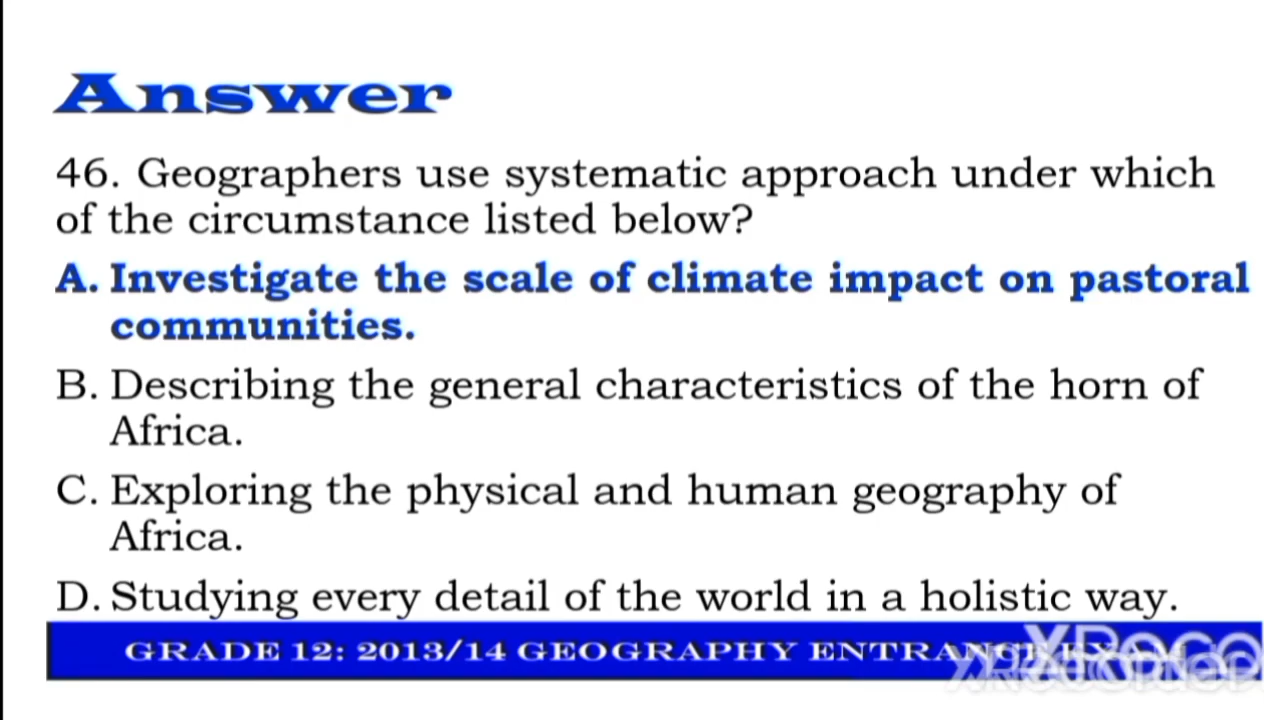 Answer
46. Geographers use systematic approach under which
of the circumstance listed below?
A. Investigate the scale of climate impact on pastoral
communities.
B. Describing the general characteristics of the horn of
Africa.
C. Exploring the physical and human geography of
Africa.
D. Studying every detail of the world in a holistic way.
GRADE 12: 2013/14 GEOGRAPHY ENTRANCE EXAM